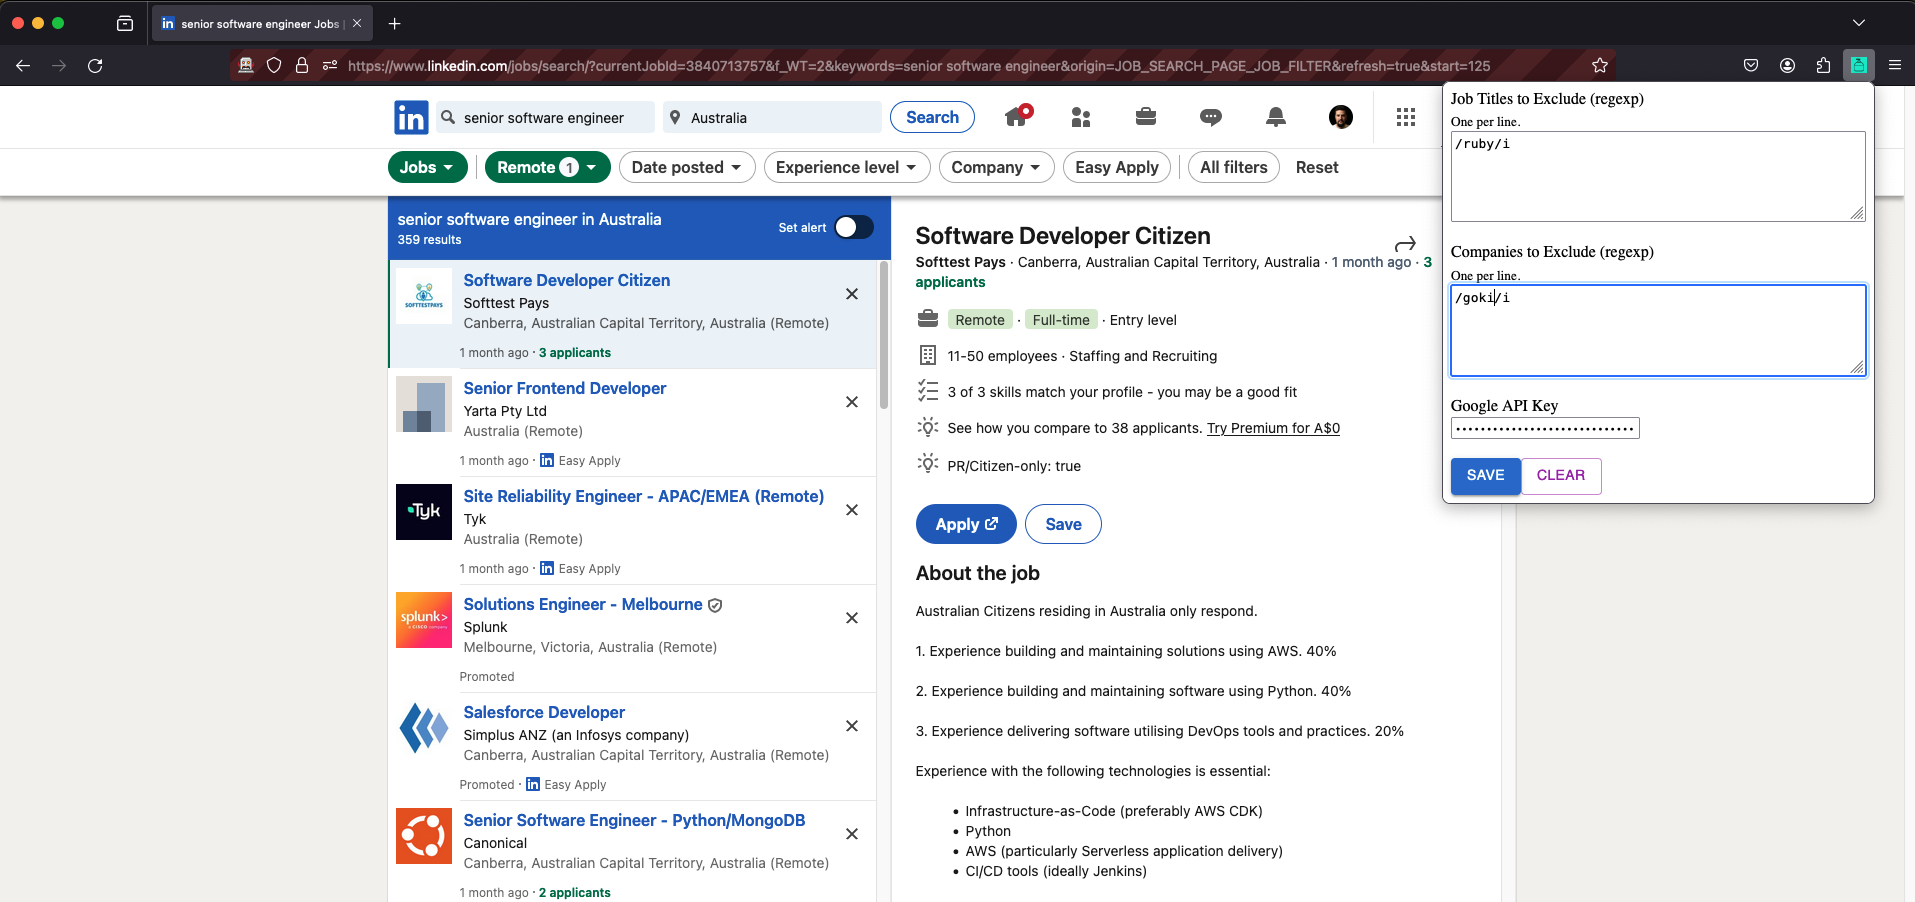 senior software engineer Jobs |
https://www.linkedin.com/jobs/search/?currentJobId=3840713757&f_WT=2&keywords=senior software engineer&origin=JOB_SEARCH_PAGE_JOB_FILTER&refresh=true&start=125
senior software engineer
Australia
Search
Jobs
Remote 1
Date posted
Experience level
Company
Easy Apply
All filters
Reset
senior software engineer in Australia
359 results
Set alert
SOFTTESTPAYS
Software Developer Citizen
Softtest Pays
Canberra, Australian Capital Territory, Australia (Remote)
1 month ago · 3 applicants
Senior Frontend Developer
Yarta Pty Ltd
Australia (Remote)
1 month ago · in Easy Apply
Tyk
Site Reliability Engineer - APAC/EMEA (Remote)
Tyk
Australia (Remote)
1 month ago · in Easy Apply
splunk>
Solutions Engineer - Melbourne
Splunk
Melbourne, Victoria, Australia (Remote)
Promoted
Salesforce Developer
Simplus ANZ (an Infosys company)
Canberra, Australian Capital Territory, Australia (Remote)
Promoted · in Easy Apply
Senior Software Engineer - Python/MongoDB
Canonical
Canberra, Australian Capital Territory, Australia (Remote)
1 month ago · 2 applicants
Software Developer Citizen
Softtest Pays · Canberra, Australian Capital Territory, Australia · 1 month ago · 3
applicants
Remote · Full-time · Entry level
11-50 employees · Staffing and Recruiting
3 of 3 skills match your profile - you may be a good fit
See how you compare to 38 applicants. Try Premium for A$0
PR/Citizen-only: true
Apply
Save
About the job
Australian Citizens residing in Australia only respond.
1. Experience building and maintaining solutions using AWS. 40%
2. Experience building and maintaining software using Python. 40%
3. Experience delivering software utilising DevOps tools and practices. 20%
Experience with the following technologies is essential:
• Infrastructure-as-Code (preferably AWS CDK)
• Python
• AWS (particularly Serverless application delivery)
• CI/CD tools (ideally Jenkins)
Job Titles to Exclude (regexp)
One per line.
/ruby/i
Companies to Exclude (regexp)
One per line.
/goki/i
Google API Key
SAVE
CLEAR